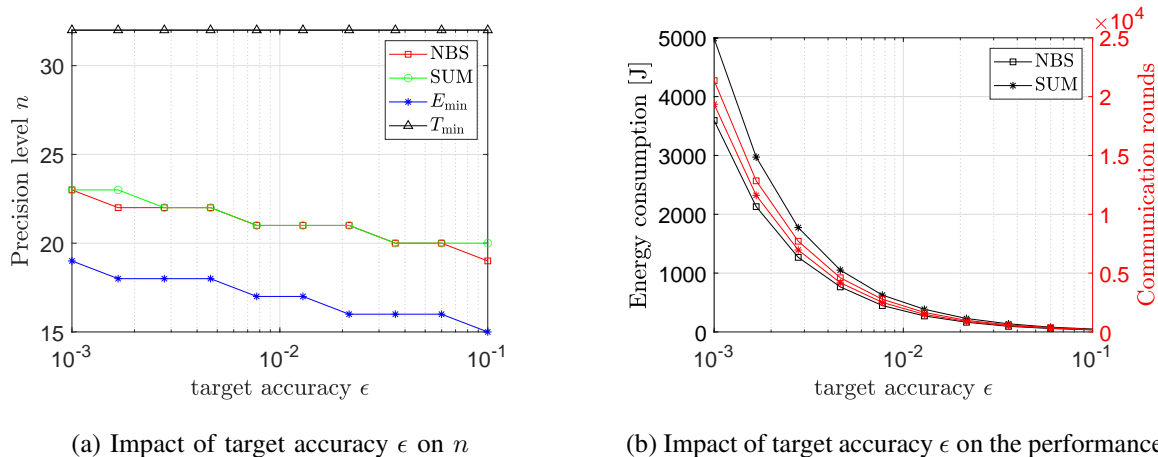 30
25
20
15
10^-3
10^-2
10^-1
Precision level n
target accuracy ϵ
NBS
SUM
E_min
T_min
(a) Impact of target accuracy ϵ on n
×10^4
5000
4000
3000
2000
1000
0
2.5
2
1.5
1
0.5
0
10^-3
10^-2
10^-1
Energy consumption [J]
Communication rounds
target accuracy ϵ
NBS
SUM
(b) Impact of target accuracy ϵ on the performance